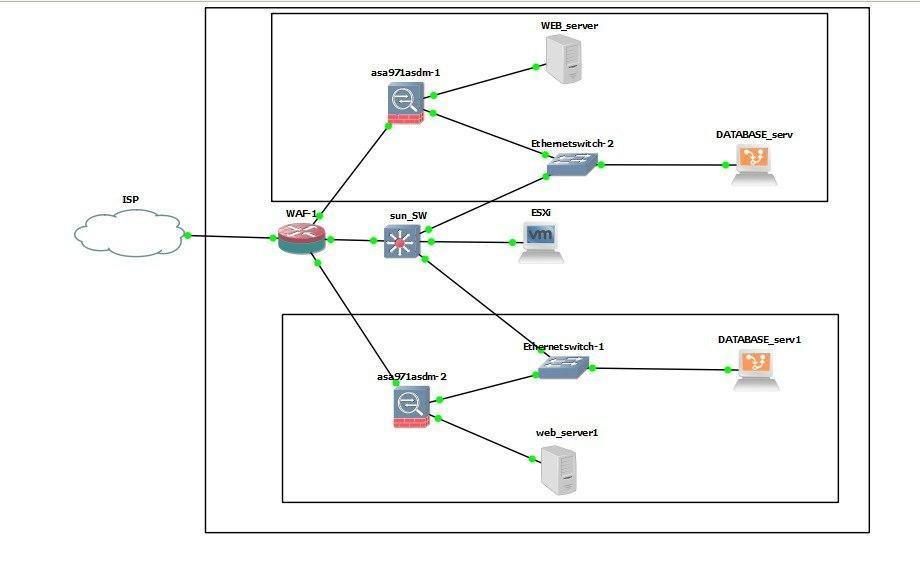 WEB_server
asa971asdm-1
Ethernetswitch-2
DATABASE_serv
ISP
WAF-1
sun_SW
ESXi
vm
Ethernetswitch-1
DATABASE_serv1
asa971asdm-2
web_server1